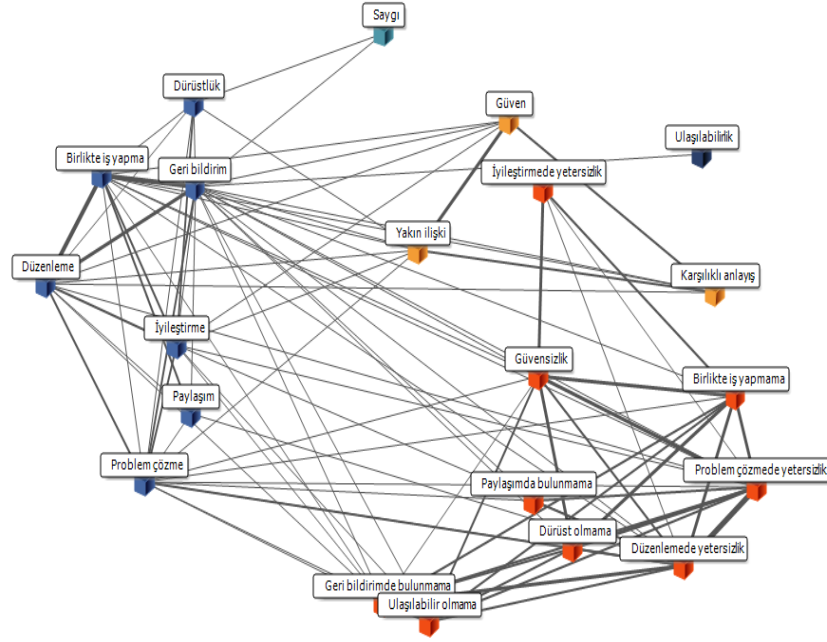 Saygı
Dürüstlük
Güven
Ulaşılabilirlik
Birlikte iş yapma
Geri bildirim
İyileştirmede yetersizlik
Yakın ilişki
Düzenleme
Karşılıklı anlayış
İyileştirme
Güvensizlik
Birlikte iş yapmama
Paylaşım
Problem çözme
Problem çözmede yetersizlik
Paylaşımda bulunmama
Dürüst olmama
Düzenlemede yetersizlik
Geri bildirimde bulunmama
Ulaşılabilir olmama